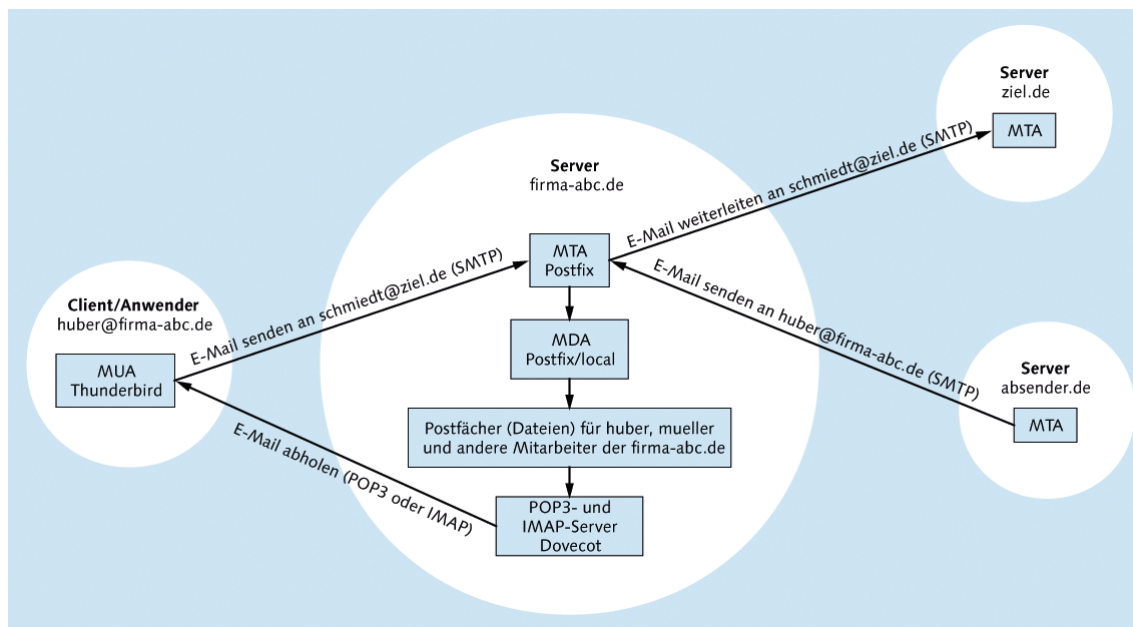 Server
ziel.de
MTA
E-Mail weiterleiten an schmiedt@ziel.de (SMTP)
Server
firma-abc.de
MTA
Postfix
E-Mail senden an schmiedt@ziel.de (SMTP)
E-Mail senden an huber@firma-abc.de (SMTP)
Client/Anwender
huber@firma-abc.de
MUA
Thunderbird
MDA
Postfix/local
Server
absender.de
MTA
Postfächer (Dateien) für huber, mueller
und andere Mitarbeiter der firma-abc.de
E-Mail abholen (POP3 oder IMAP)
POP3- und
IMAP-Server
Dovecot